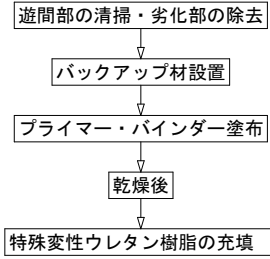 遊間部の清掃・劣化部の除去
バックアップ材設置
プライマー・バインダー塗布
乾燥後
特殊変性ウレタン樹脂の充填